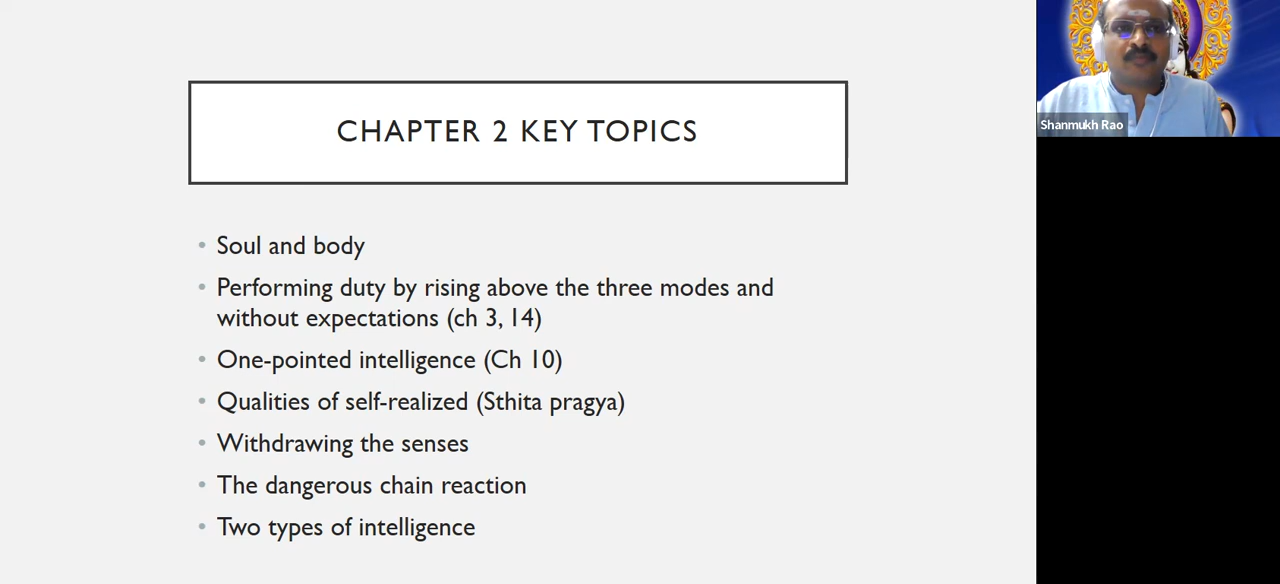 CHAPTER 2 KEY TOPICS
• Soul and body
• Performing duty by rising above the three modes and
without expectations (ch 3, 14)
• One-pointed intelligence (Ch 10)
• Qualities of self-realized (Sthita pragya)
• Withdrawing the senses
• The dangerous chain reaction
• Two types of intelligence
Shanmukh Rao